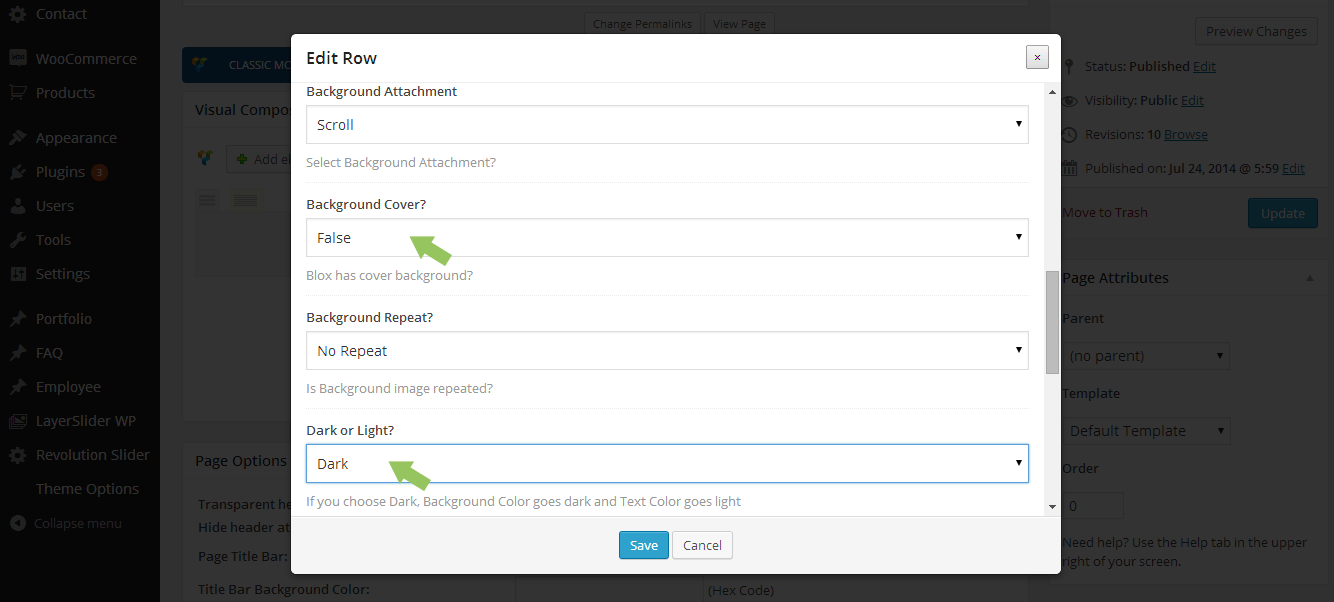 Contact
WooCommerce
Products
Appearance
Plugins 3
Users
Tools
Settings
Portfolio
FAQ
Employee
LayerSlider WP
Revolution Slider
Theme Options
Collapse menu
Change Permalinks View Page
CLASSIC MO
Visual Compos
Add el
Page Options
Transparent he
Hide header at
Page Title Bar:
Title Bar Background Color:
(Hex Code)
Edit Row
×
Background Attachment
Scroll
Select Background Attachment?
Background Cover?
False
Blox has cover background?
Background Repeat?
No Repeat
Is Background image repeated?
Dark or Light?
Dark
If you choose Dark, Background Color goes dark and Text Color goes light
Save Cancel
Preview Changes
Status: Published Edit
Visibility: Public Edit
Revisions: 10 Browse
Published on: Jul 24, 2014 @ 5:59 Edit
Move to Trash Update
Page Attributes
Parent
(no parent)
Template
Default Template
Order
0
Need help? Use the Help tab in the upper
right of your screen.